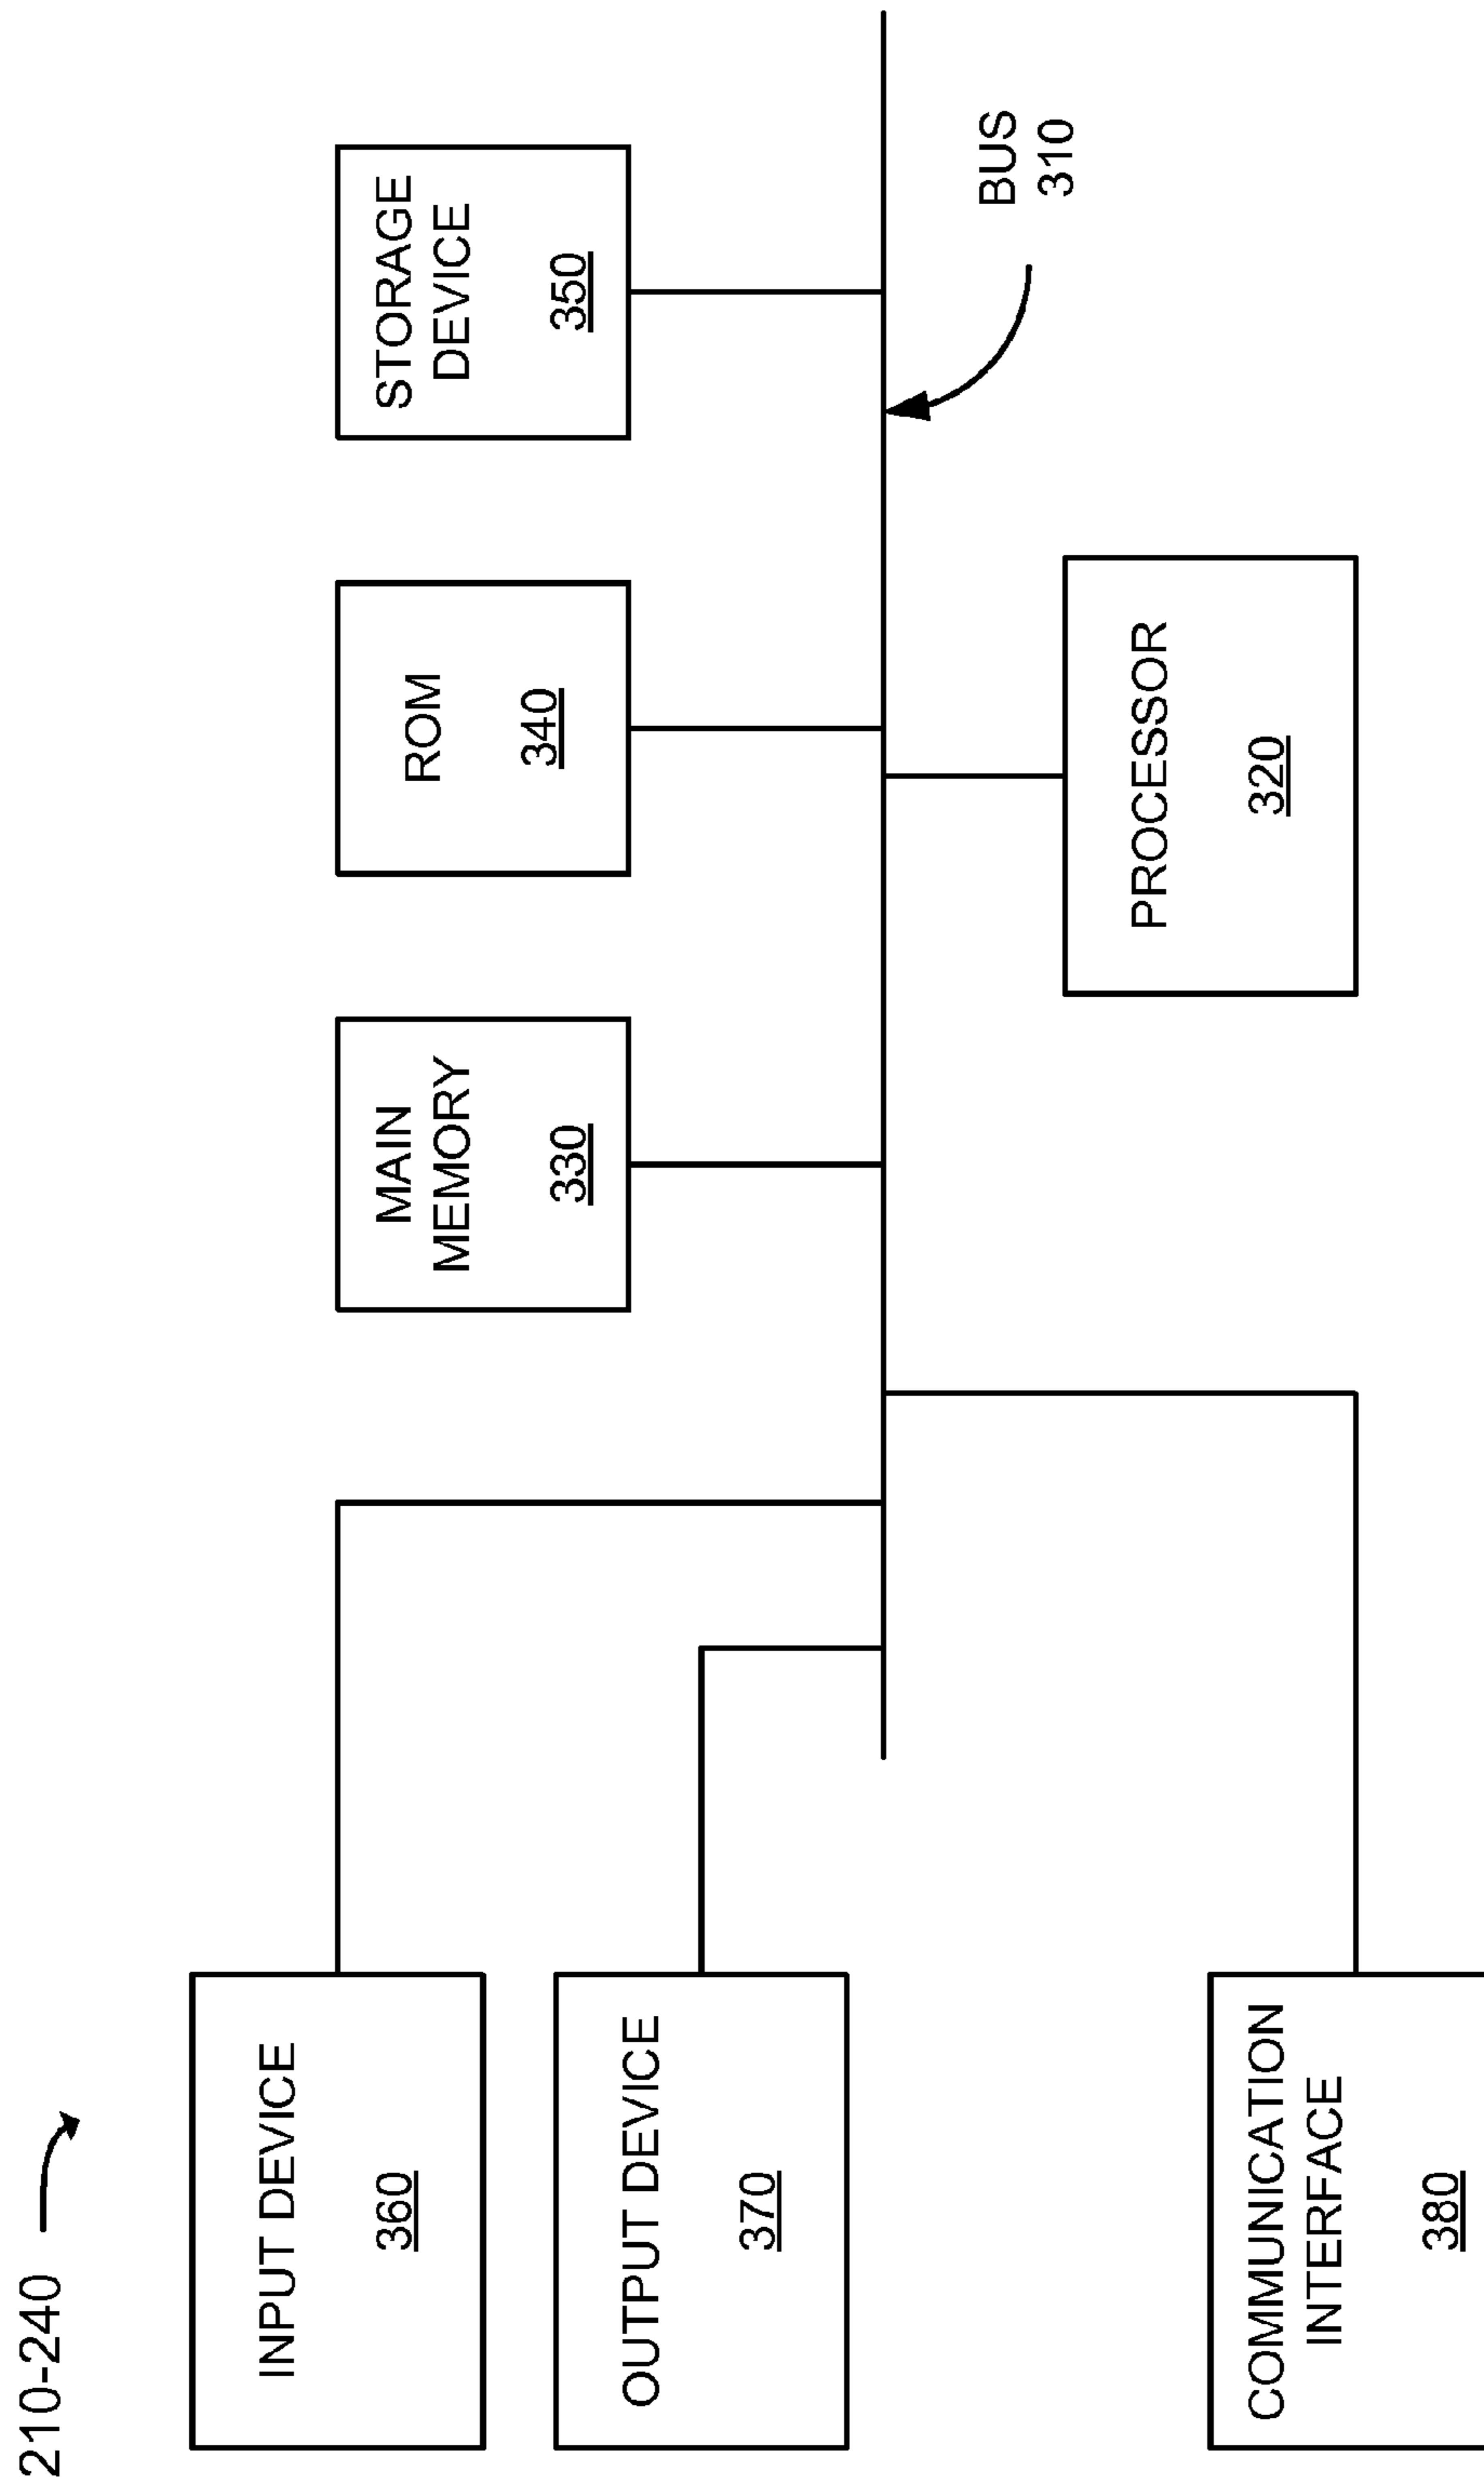 210-240
INPUT DEVICE
360
MAIN
MEMORY
330
ROM
340
STORAGE
DEVICE
350
OUTPUT DEVICE
370
BUS
310
COMMUNICATION
INTERFACE
380
PROCESSOR
320